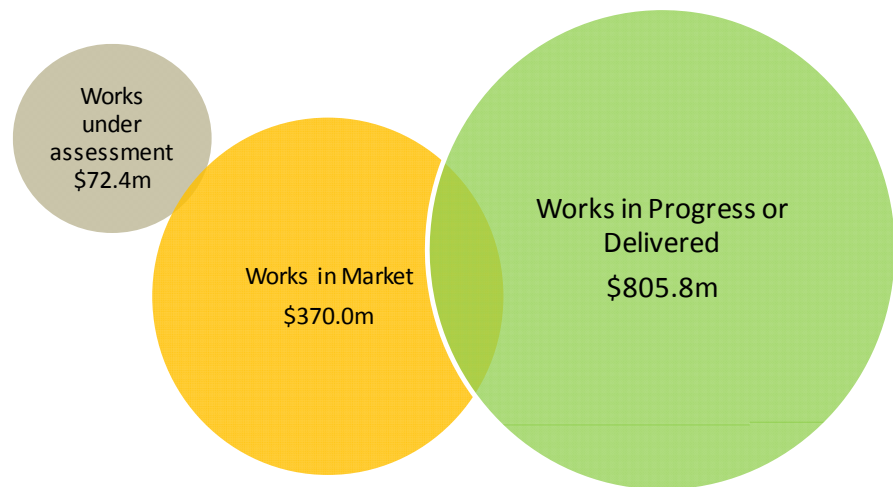 Works
under
assessment
$72.4m
Works in Market
$370.0m
Works in Progress or
Delivered
$805.8m